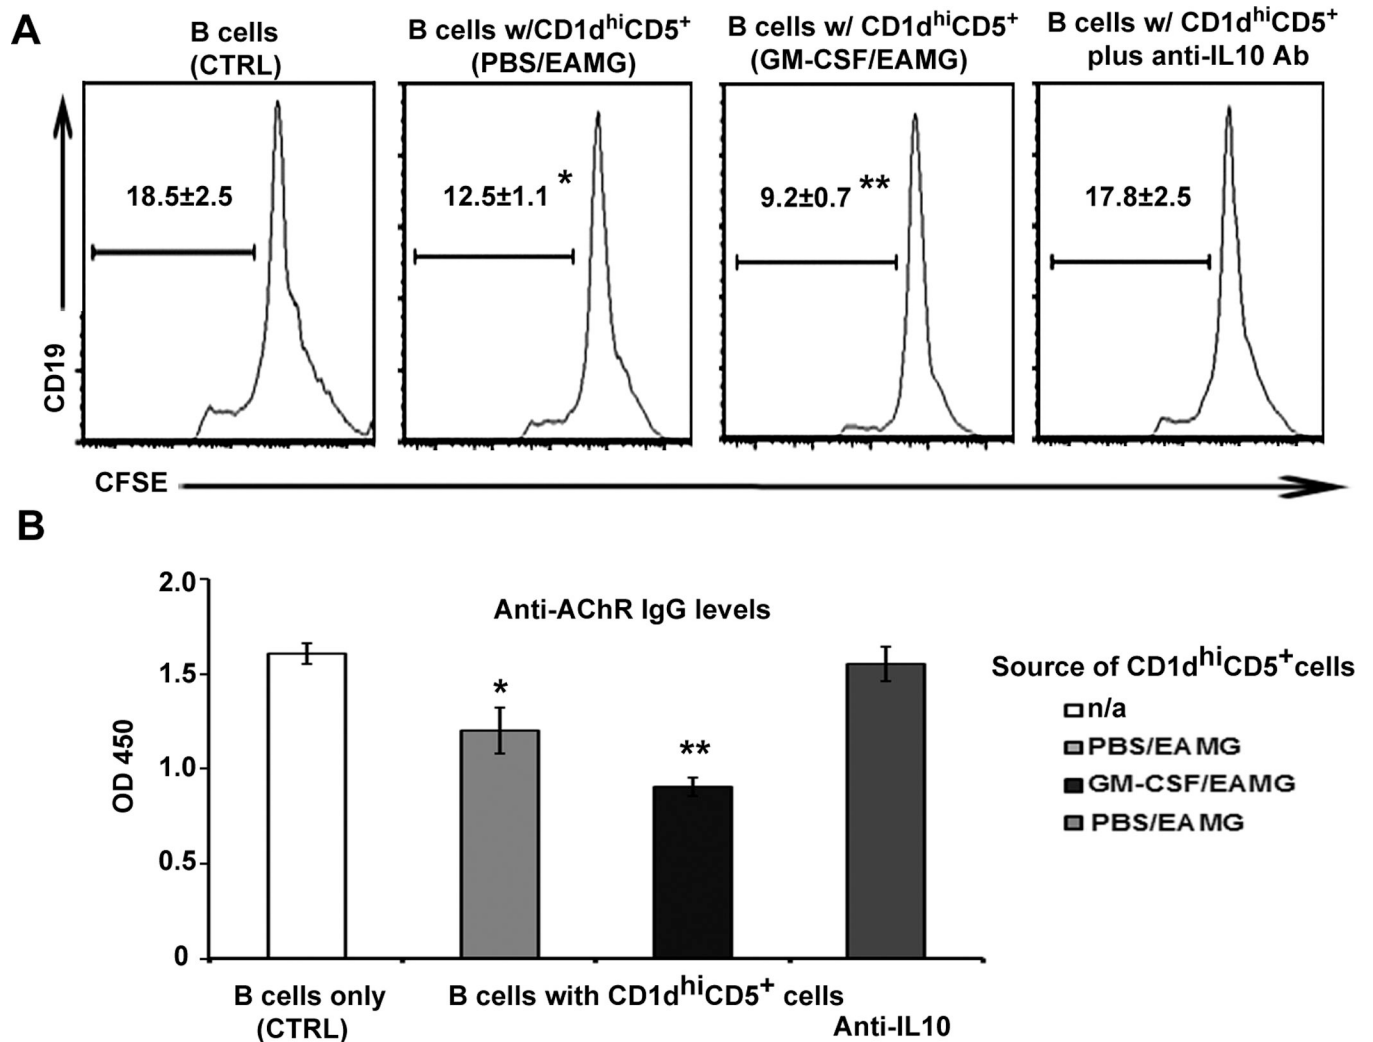 A
B cells
(CTRL)
B cells w/CD1dhiCD5+
(PBS/EAMG)
B cells w/ CD1dhiCD5+
(GM-CSF/EAMG)
B cells w/ CD1dhiCD5+
plus anti-IL10 Ab
18.5±2.5
12.5±1.1 *
9.2±0.7 **
17.8±2.5
CD19
CFSE
B
Anti-AChR IgG levels
OD 450
2.0
1.5
1.0
0.5
0
*
**
B cells only
(CTRL)
B cells with CD1dhiCD5+ cells
Anti-IL10
Source of CD1dhiCD5+cells
n/a
PBS/EAMG
GM-CSF/EAMG
PBS/EAMG